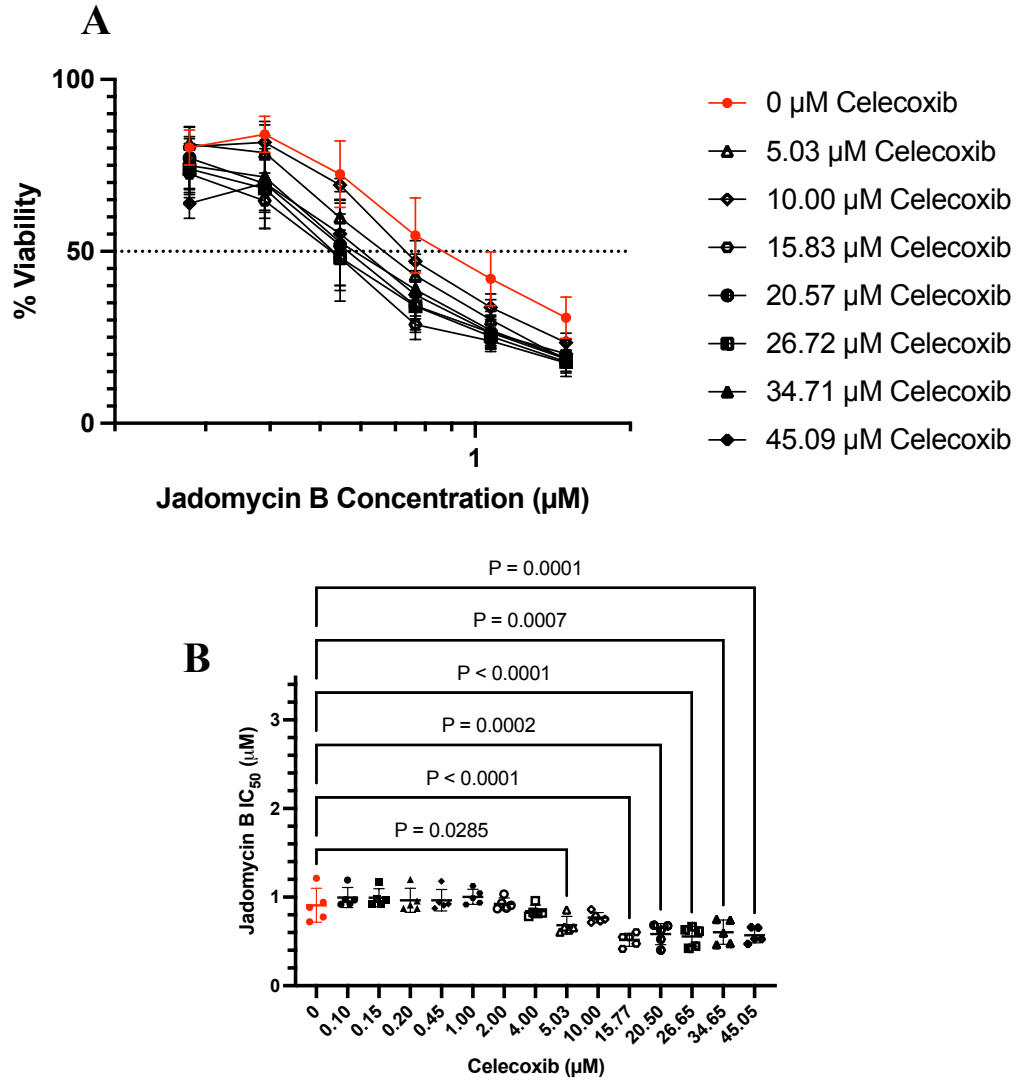 A
100
50
0
% Viability
1
Jadomycin B Concentration (µM)
0 µM Celecoxib
5.03 µM Celecoxib
10.00 µM Celecoxib
15.83 µM Celecoxib
20.57 µM Celecoxib
26.72 µM Celecoxib
34.71 µM Celecoxib
45.09 µM Celecoxib
B
P = 0.0001
P = 0.0007
P < 0.0001
P = 0.0002
P < 0.0001
P = 0.0285
3
2
1
0
Jadomycin B IC50 (µM)
0 0.10 0.15 0.20 0.45 1.00 2.00 4.00 5.03 10.00 15.77 20.50 26.65 34.65 45.05
Celecoxib (µM)